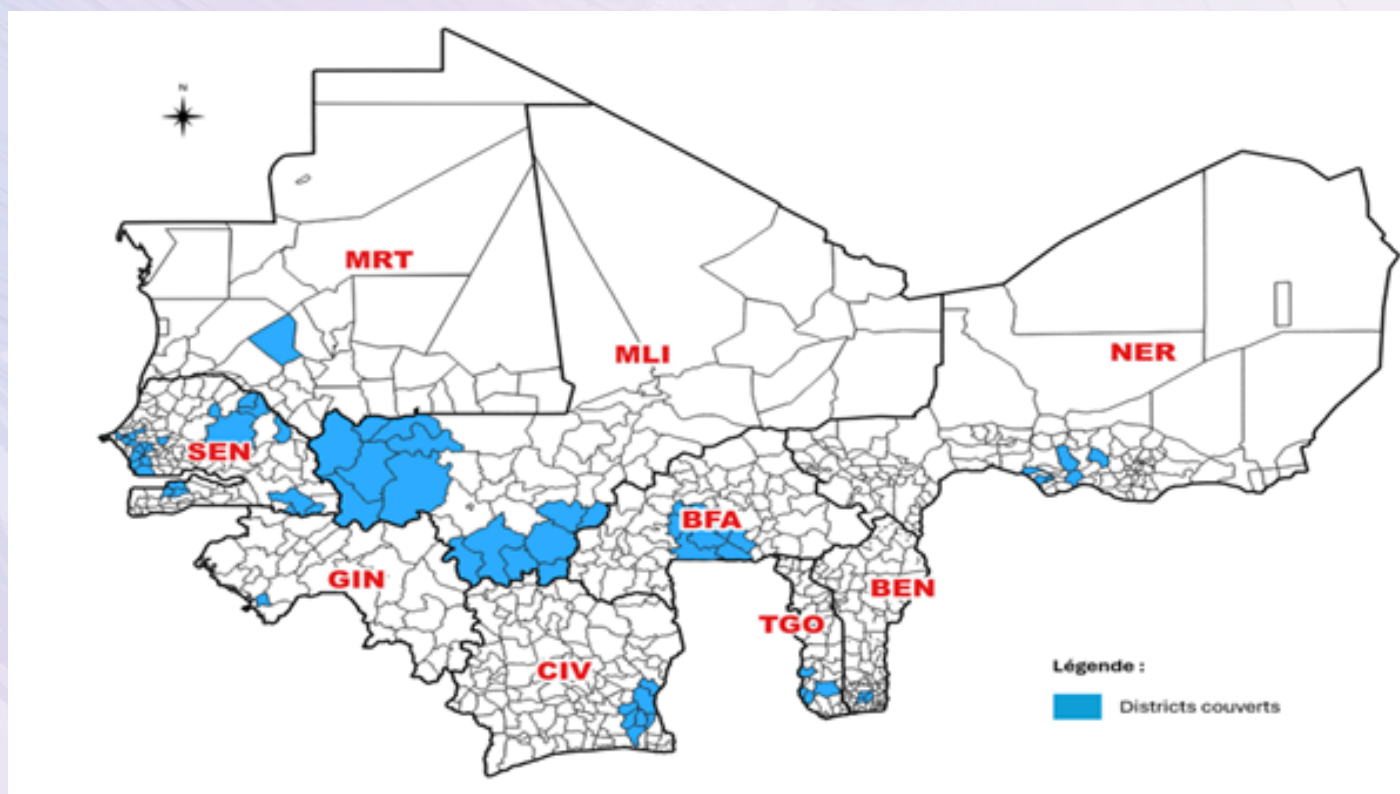 N
MRT
MLI
NER
SEN
BFA
GIN
BEN
TGO
CIV
Légende :
Districts couverts